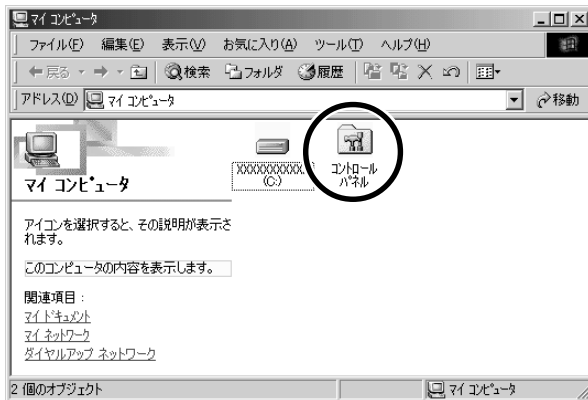 マイ コンピュータ
ファイル(F) 編集(E) 表示(V) お気に入り(A) ツール(T) ヘルプ(H)
戻る 検索 フォルダ 履歴
アドレス(D) マイ コンピュータ 移動
マイ コンピュータ
XXXXXXXXXX
(C:)
コントロール
パネル
アイコンを選択すると、その説明が表示さ
れます。
このコンピュータの内容を表示します。
関連項目:
マイ ドキュメント
マイ ネットワーク
ダイヤルアップ ネットワーク
2 個のオブジェクト マイ コンピュータ